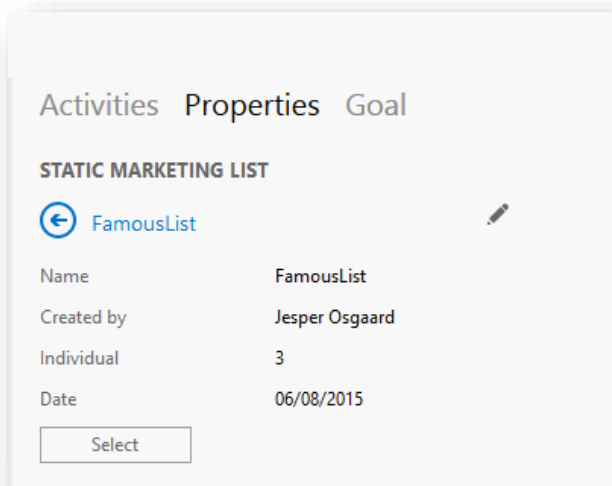 Activities Properties Goal
STATIC MARKETING LIST
FamousList
Name FamousList
Created by Jesper Osgaard
Individual 3
Date 06/08/2015
Select